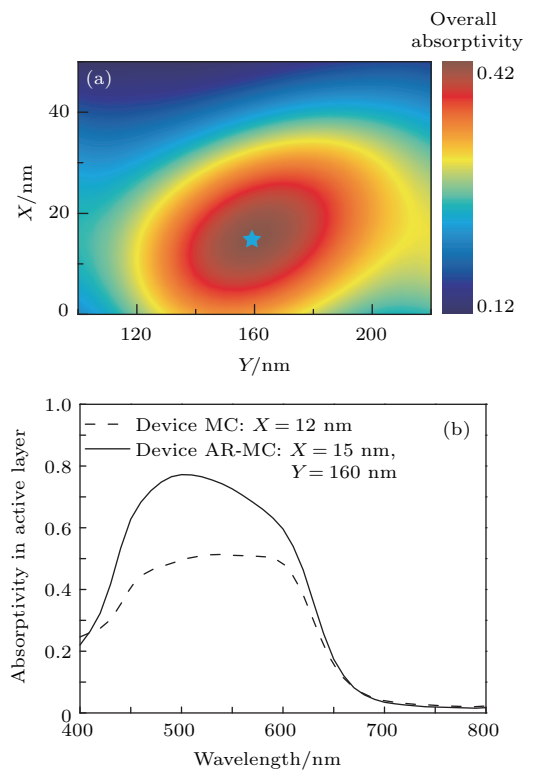 Overall
absorptivity
(a)
0.42
0.12
40
20
0
X/nm
120
160
200
Y/nm
(b)
Device MC: X = 12 nm
Device AR-MC: X = 15 nm,
Y = 160 nm
1.0
0.8
0.6
0.4
0.2
0
Absorptivity in active layer
400
500
600
700
800
Wavelength/nm